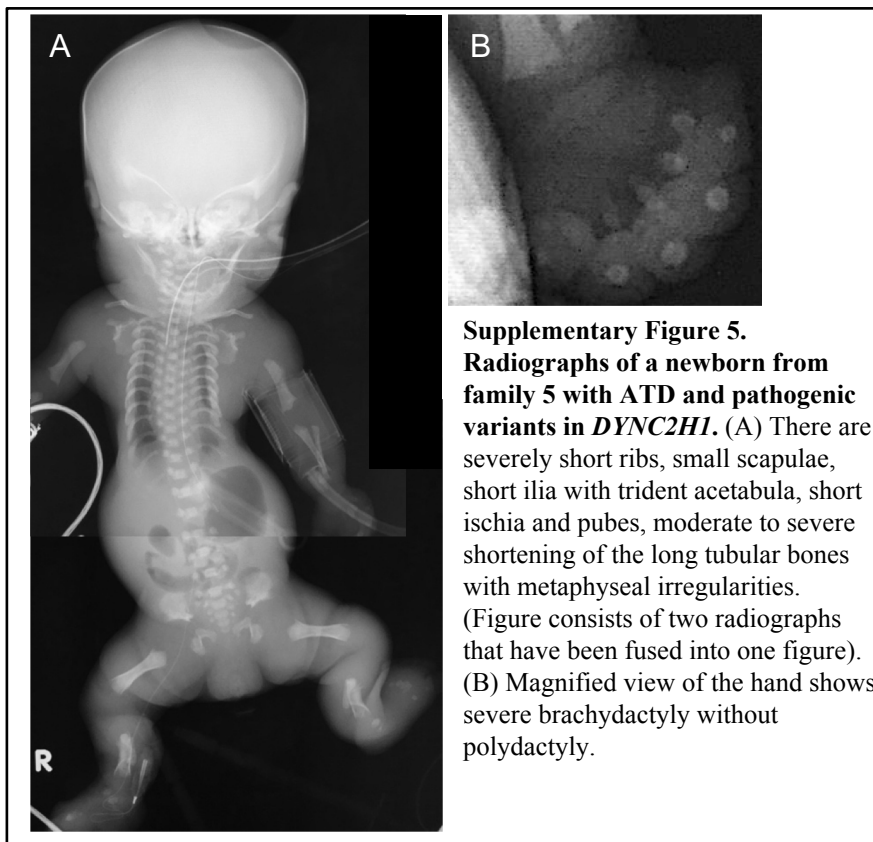 A
B
R
Supplementary Figure 5.
Radiographs of a newborn from
family 5 with ATD and pathogenic
variants in DYNC2H1. (A) There are
severely short ribs, small scapulae,
short ilia with trident acetabula, short
ischia and pubes, moderate to severe
shortening of the long tubular bones
with metaphyseal irregularities.
(Figure consists of two radiographs
that have been fused into one figure).
(B) Magnified view of the hand shows
severe brachydactyly without
polydactyly.